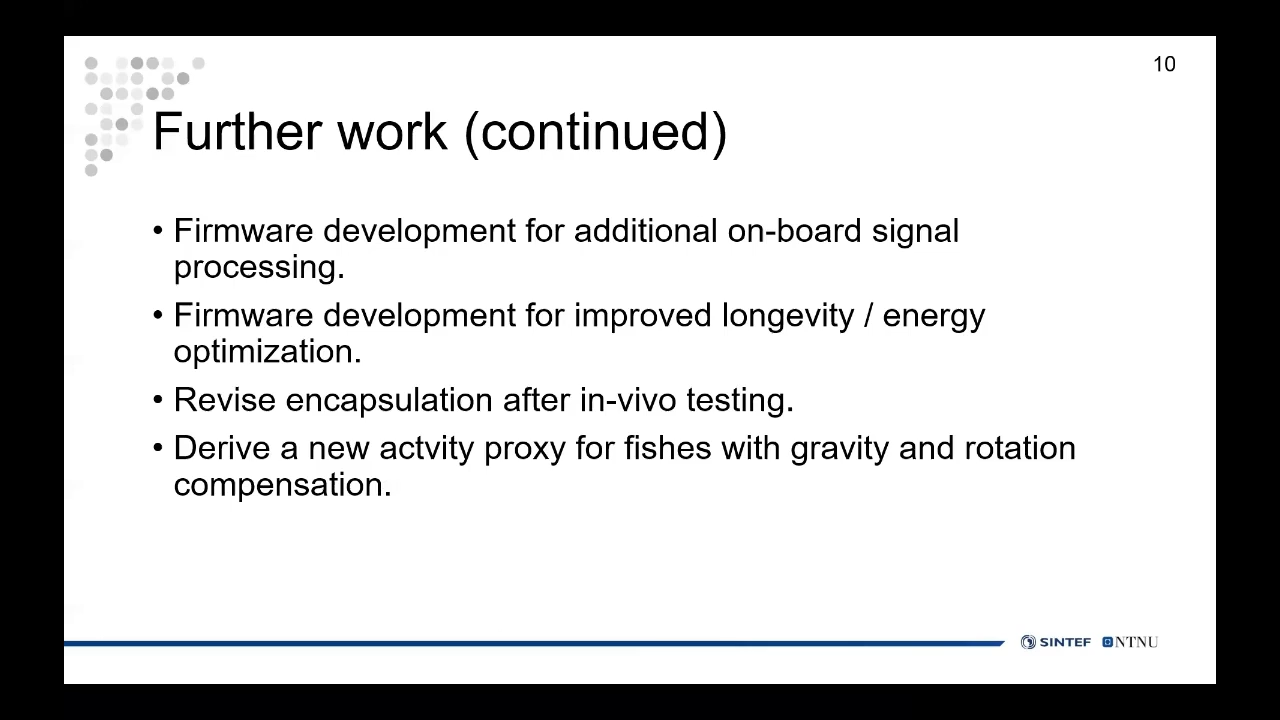 10
Further work (continued)
• Firmware development for additional on-board signal
processing.
• Firmware development for improved longevity / energy
optimization.
• Revise encapsulation after in-vivo testing.
• Derive a new actvity proxy for fishes with gravity and rotation
compensation.
SINTEF NTNU